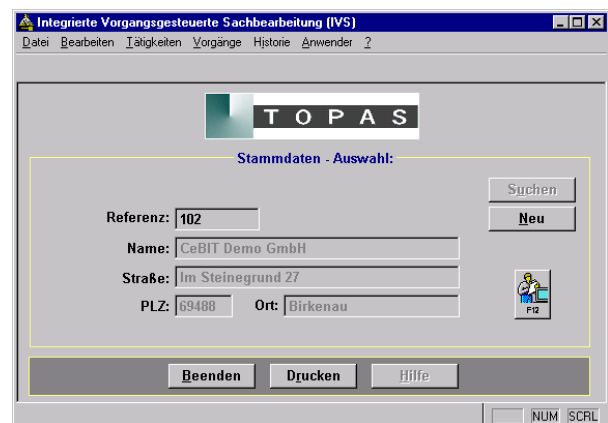 Integrierte Vorgangsgesteuerte Sachbearbeitung (IVS)
Datei Bearbeiten Tätigkeiten Vorgänge Historie Anwender ?
TOPAS
Stammdaten - Auswahl:
Suchen
Referenz: 102 Neu
Name: CeBIT Demo GmbH
Straße: Im Steinegrund 27
PLZ: 69488 Ort: Birkenau
F12
Beenden Drucken Hilfe
NUM SCRL